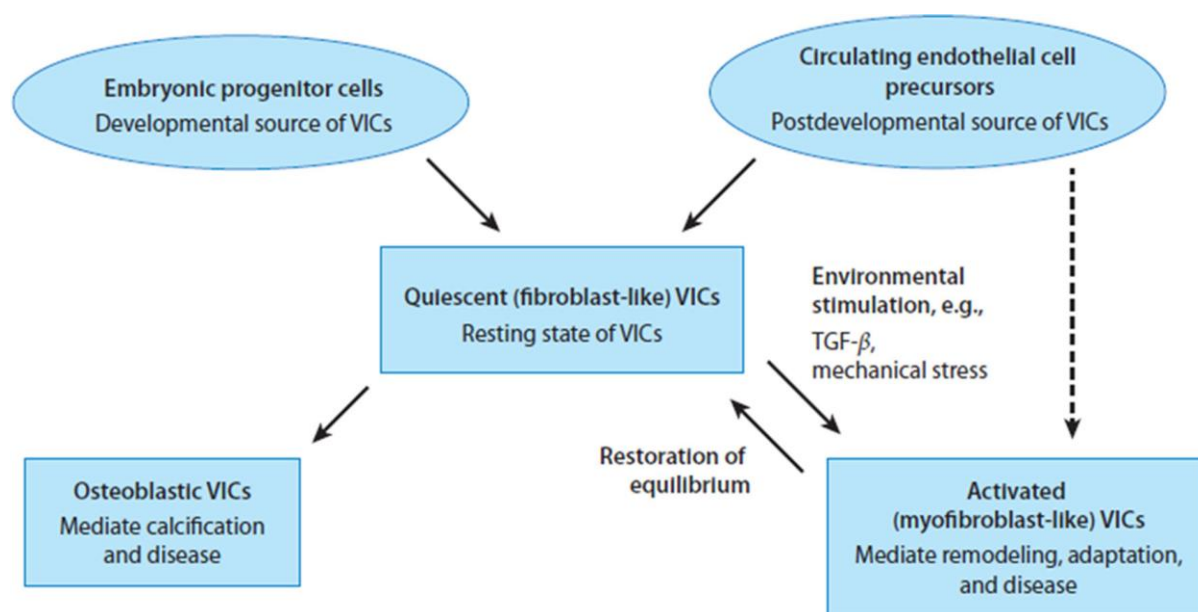 Embryonic progenitor cells
Developmental source of VICs
Circulating endothelial cell
precursors
Postdevelopmental source of VICs
Quiescent (fibroblast-like) VICs
Resting state of VICs
Environmental
stimulation, e.g.,
TGF-β,
mechanical stress
Restoration of
equilibrium
Osteoblastic VICs
Mediate calcification
and disease
Activated
(myofibroblast-like) VICs
Mediate remodeling, adaptation,
and disease